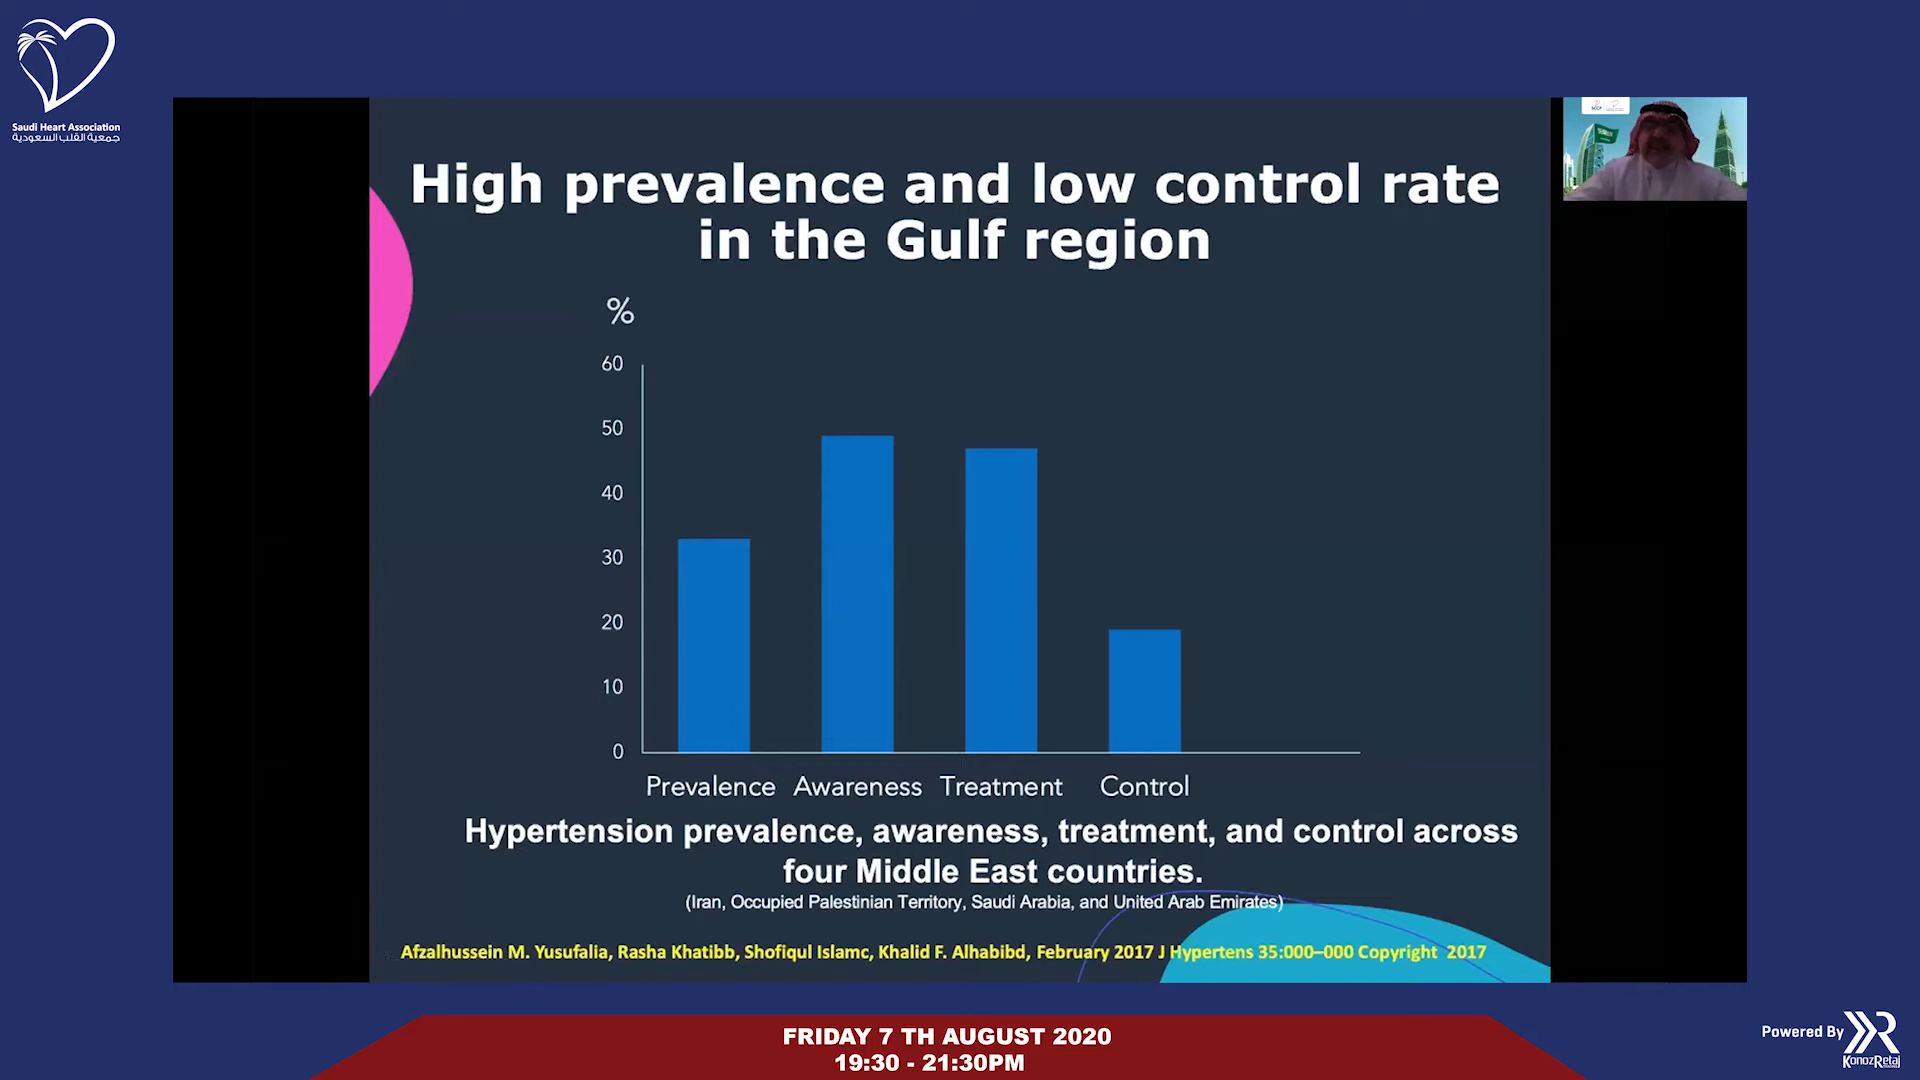 Saudi Heart Association
جمعية القلب السعودية
High prevalence and low control rate
in the Gulf region
%
60
50
40
30
20
10
0
Prevalence Awareness Treatment Control
Hypertension prevalence, awareness, treatment, and control across
four Middle East countries.
(Iran, Occupied Palestinian Territory, Saudi Arabia, and United Arab Emirates)
Afzalhussein M. Yusufalia, Rasha Khatibb, Shofiqul Islamc, Khalid F. Alhabibd, February 2017 J Hypertens 35:000–000 Copyright 2017
FRIDAY 7 TH AUGUST 2020
19:30 - 21:30PM
Powered By
KonozRetaj